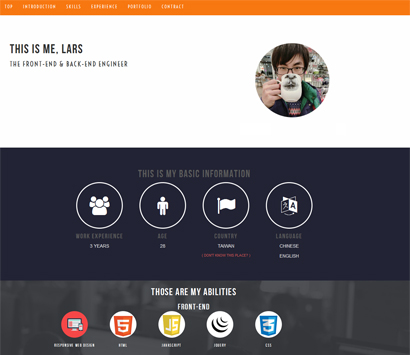 TOP INTRODUCTION SKILLS EXPERIENCE PORTFOLIO CONTRACT
THIS IS ME, LARS
THE FRONT-END & BACK-END ENGINEER
THIS IS MY BASIC INFORMATION
WORK EXPERIENCE AGE COUNTRY LANGUAGE
3 YEARS 28 TAIWAN CHINESE
( DON'T KNOW THE PLACE? ) ENGLISH
THOSE ARE MY ABILITIES
FRONT-END
RESPONSIVE WEB DESIGN HTML JAVASCRIPT JQUERY CSS